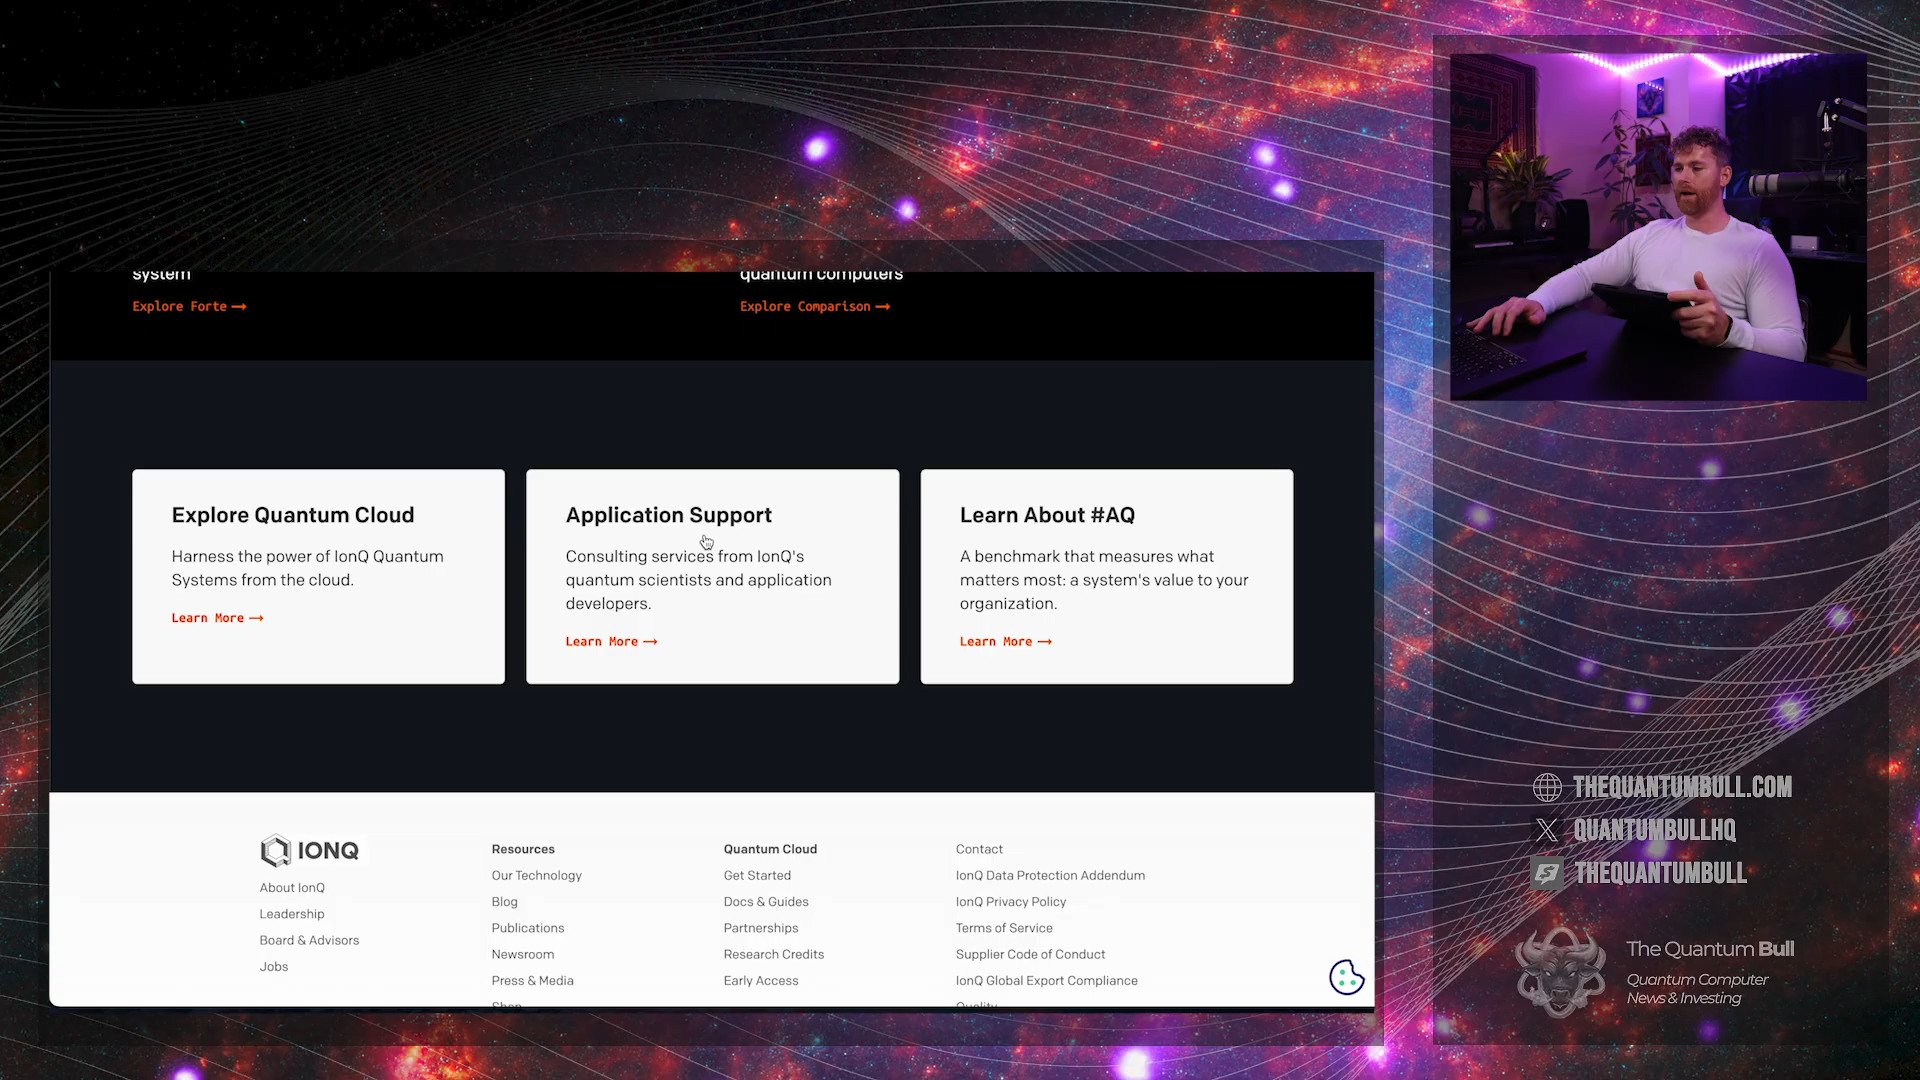 system
Explore Forte →
quantum computers
Explore Comparison →
Explore Quantum Cloud
Harness the power of IonQ Quantum
Systems from the cloud.
Learn More →
Application Support
Consulting services from IonQ's
quantum scientists and application
developers.
Learn More →
Learn About #AQ
A benchmark that measures what
matters most: a system's value to your
organization.
Learn More →
IONQ
About IonQ
Leadership
Board & Advisors
Jobs
Resources
Our Technology
Blog
Publications
Newsroom
Press & Media
Shop
Quantum Cloud
Get Started
Docs & Guides
Partnerships
Research Credits
Early Access
Contact
IonQ Data Protection Addendum
IonQ Privacy Policy
Terms of Service
Supplier Code of Conduct
IonQ Global Export Compliance
Quality
THEQUANTUMBULL.COM
QUANTUMBULLHQ
THEQUANTUMBULL
The Quantum Bull
Quantum Computer
News & Investing